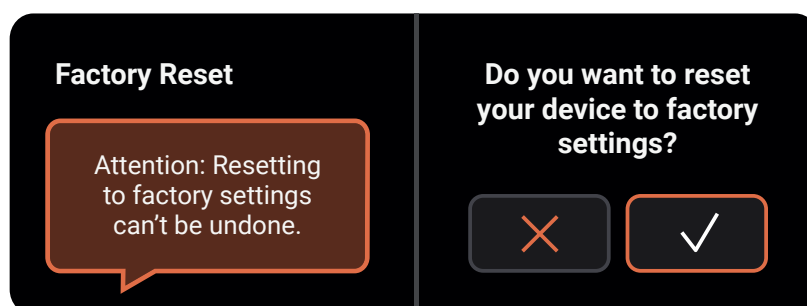 Factory Reset
Attention: Resetting
to factory settings
can’t be undone.
Do you want to reset
your device to factory
settings?